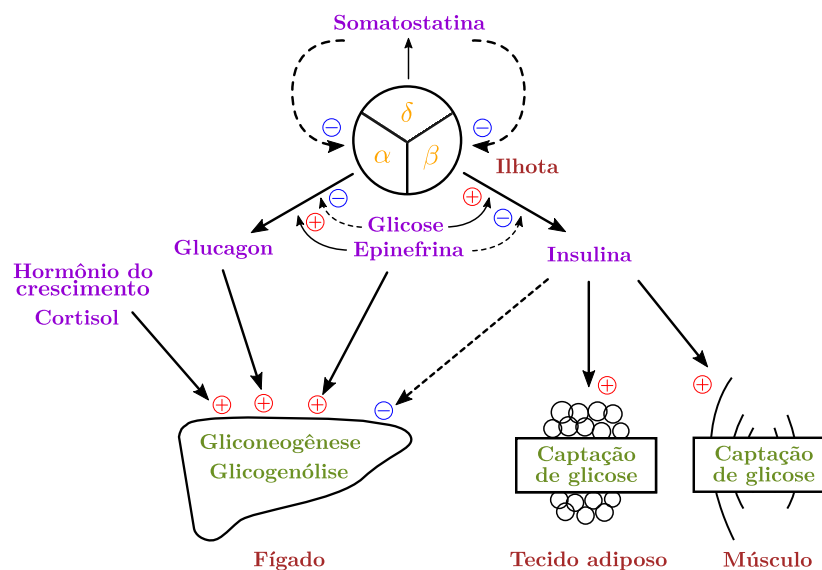 Somatostatina
δ
−
−
α
β
Ilhota
−
+
+
−
Glicose
Epinefrina
Glucagon
Insulina
Hormônio do
crescimento
Cortisol
+
+
+
−
+
+
Gliconeogênese
Glicogenólise
Captação
de glicose
Captação
de glicose
Fígado
Tecido adiposo
Músculo